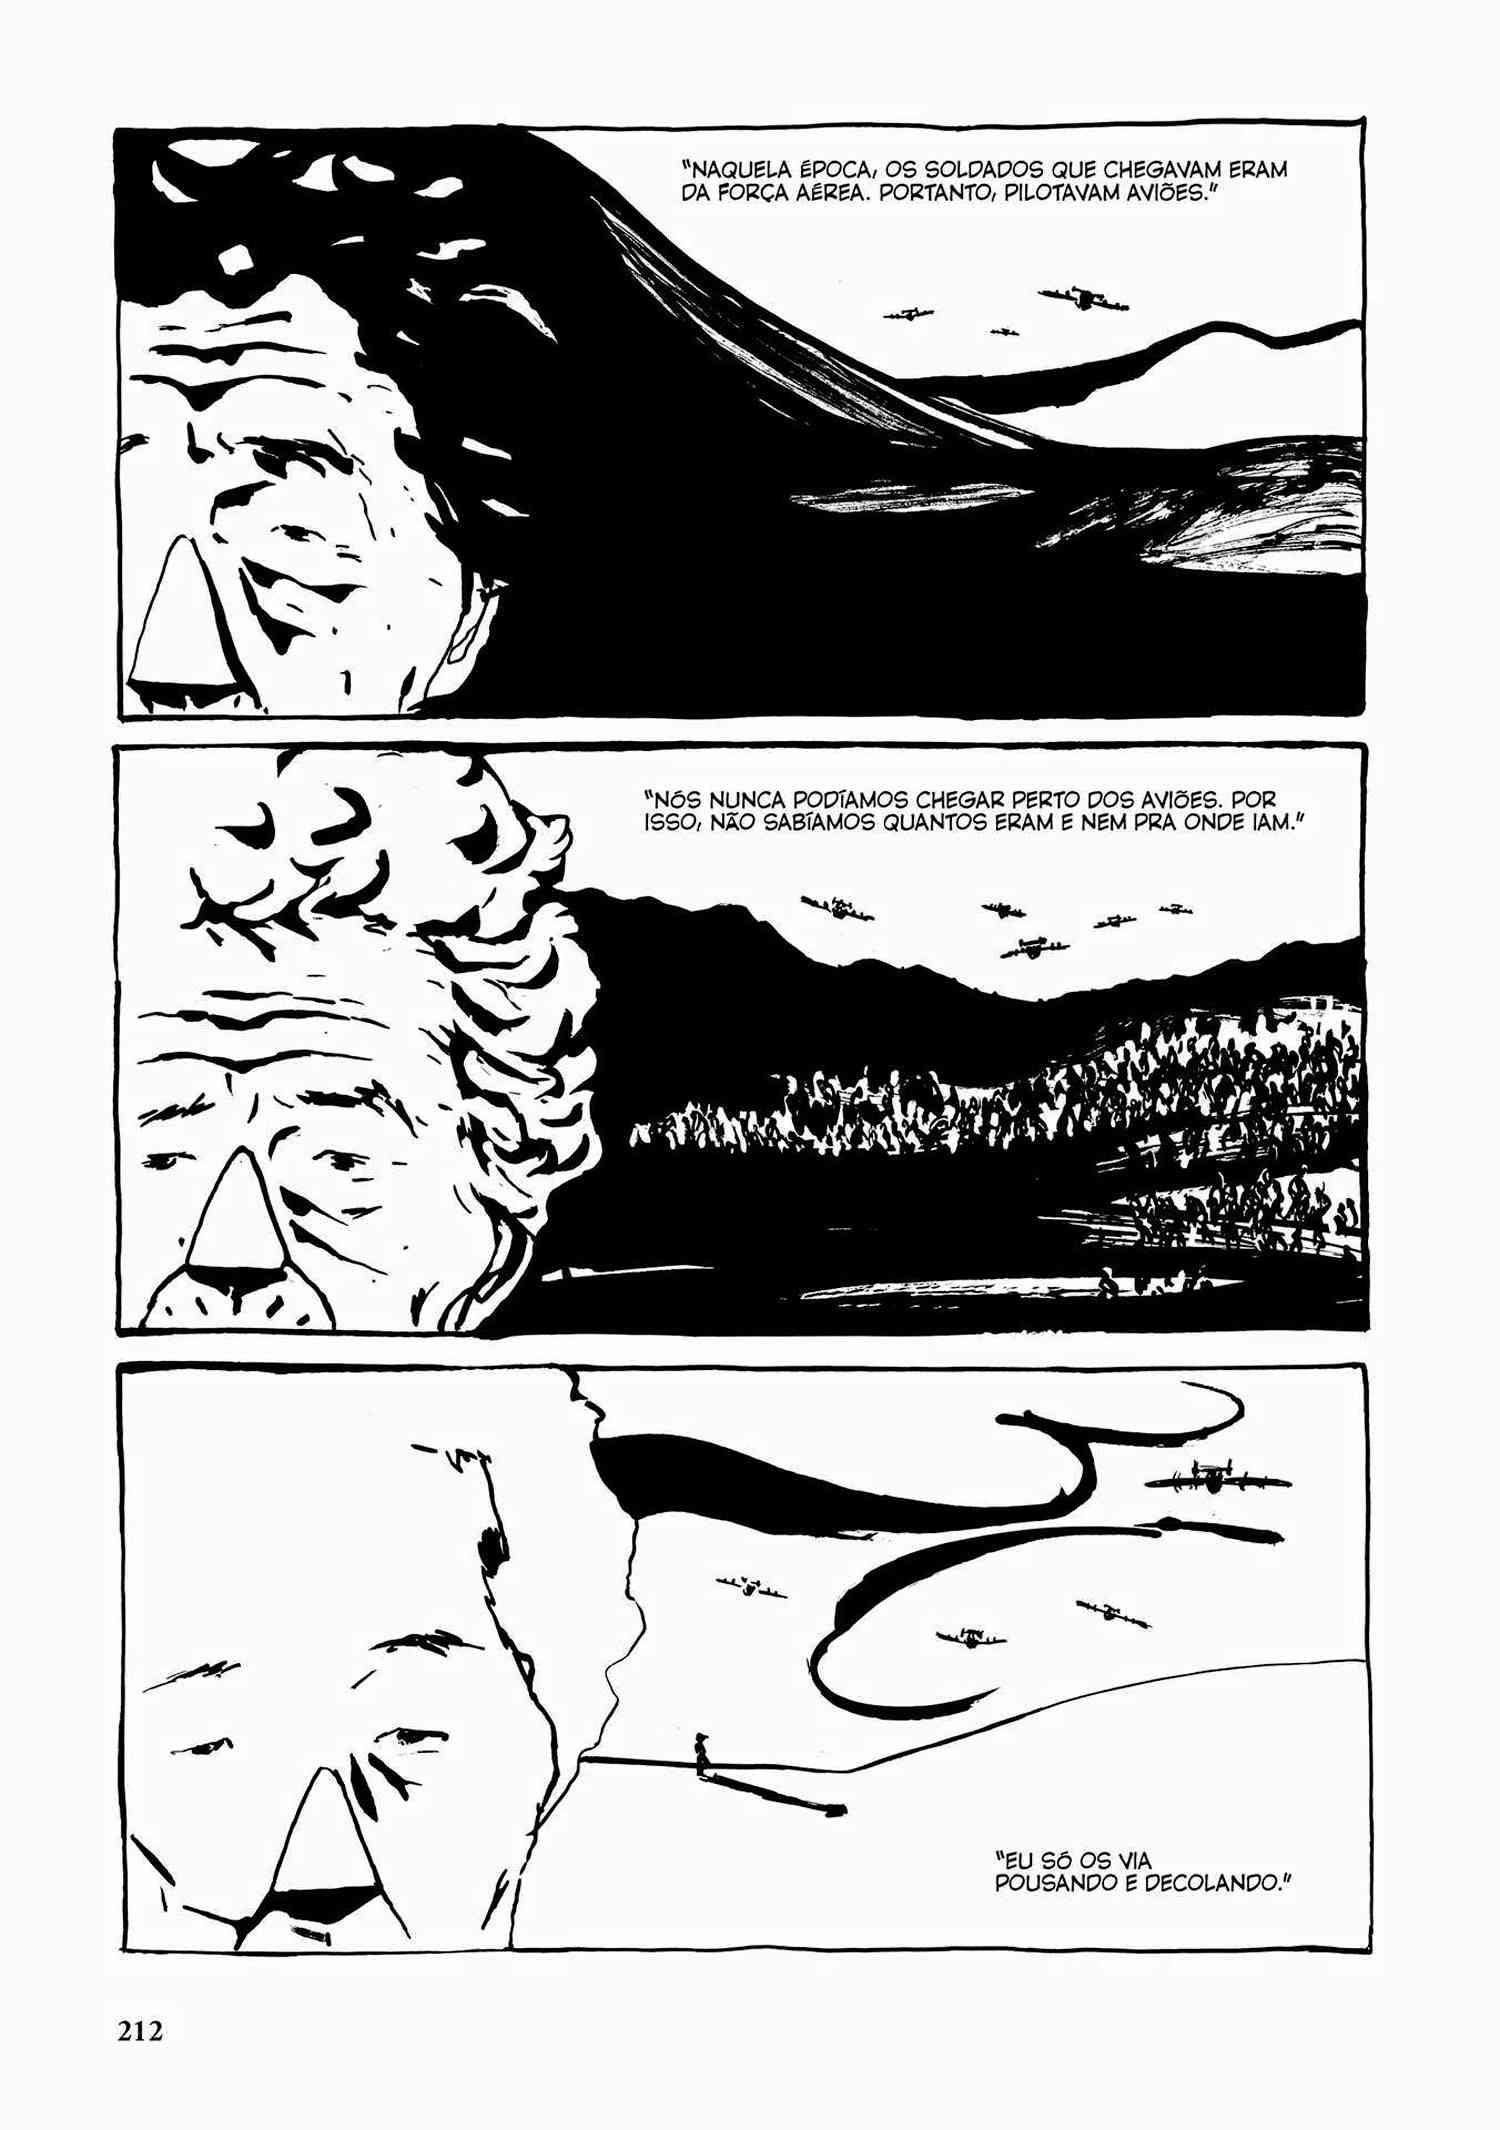 "NAQUELA ÉPOCA, OS SOLDADOS QUE CHEGAVAM ERAM
DA FORÇA AÉREA. PORTANTO, PILOTAVAM AVIÕES."
"NÓS NUNCA PODÍAMOS CHEGAR PERTO DOS AVIÕES. POR
ISSO, NÃO SABÍAMOS QUANTOS ERAM E NEM PRA ONDE IAM."
"EU SÓ OS VIA
POUSANDO E DECOLANDO."
212